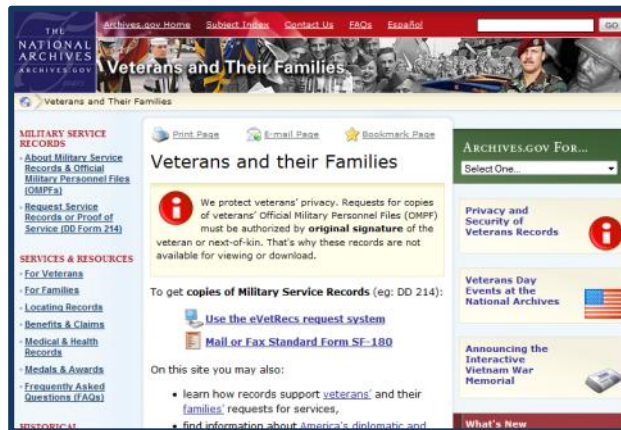 THE
NATIONAL
ARCHIVES
ARCHIVES.GOV
Archives.gov Home Subject Index Contact Us FAQs Español
GO
Veterans and Their Families
Veterans and Their Families
MILITARY SERVICE
RECORDS
About Military Service
Records & Official
Military Personnel Files
(OMPFs)
Request Service
Records or Proof of
Service (DD Form 214)
SERVICES & RESOURCES
For Veterans
For Families
Locating Records
Benefits & Claims
Medical & Health
Records
Medals & Awards
Frequently Asked
Questions (FAQs)
HISTORICAL
Print Page E-mail Page Bookmark Page
Veterans and their Families
We protect veterans' privacy. Requests for copies
of veterans' Official Military Personnel Files (OMPF)
must be authorized by original signature of the
veteran or next-of-kin. That's why these records are not
available for viewing or download.
To get copies of Military Service Records (eg: DD 214):
Use the eVetRecs request system
Mail or Fax Standard Form SF-180
On this site you may also:
• learn how records support veterans' and their
families' requests for services,
• find information about America's diplomatic and
ARCHIVES.GOV FOR...
Select One...
Privacy and
Security of
Veterans Records
Veterans Day
Events at the
National Archives
Announcing the
Interactive
Vietnam War
Memorial
What's New